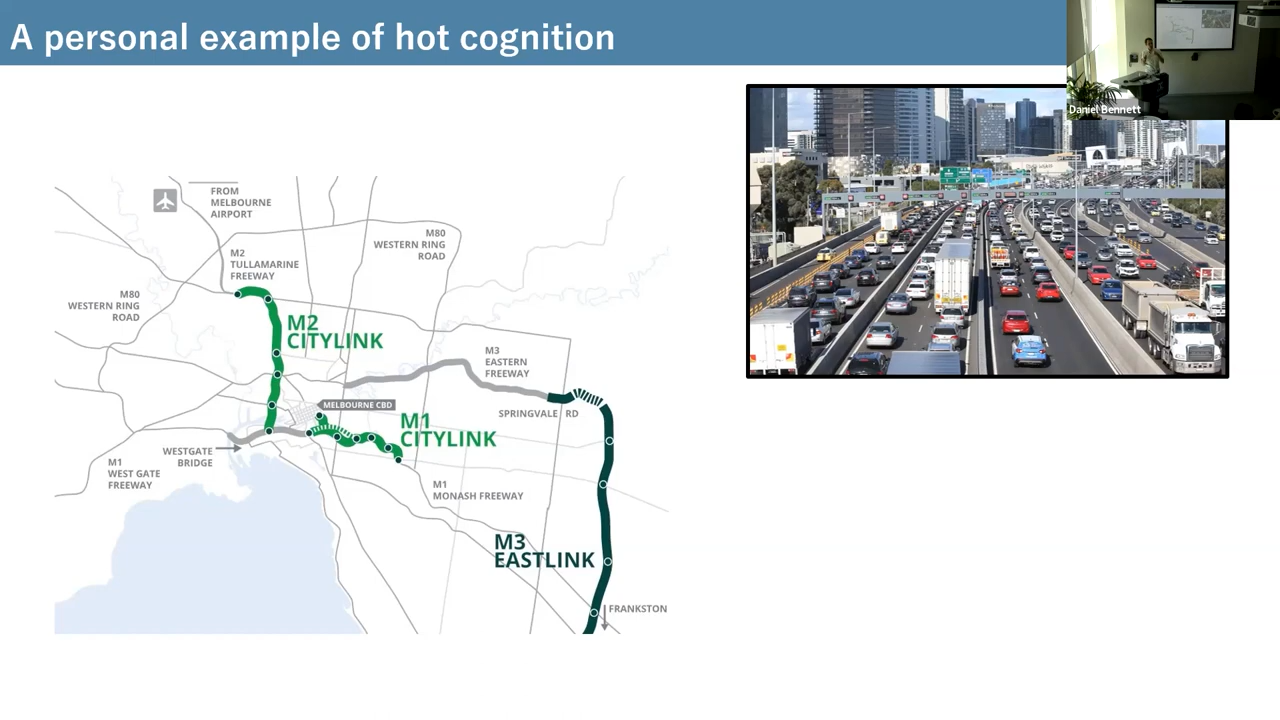 A personal example of hot cognition
Daniel Bennett
FROM
MELBOURNE
AIRPORT
M80
WESTERN RING
ROAD
M2
TULLAMARINE
FREEWAY
M80
WESTERN RING
ROAD
M2
CITYLINK
M3
EASTERN
FREEWAY
MELBOURNE CBD
SPRINGVALE RD
M1
CITYLINK
WESTGATE
BRIDGE
M1
WEST GATE
FREEWAY
M1
MONASH FREEWAY
M3
EASTLINK
FRANKSTON